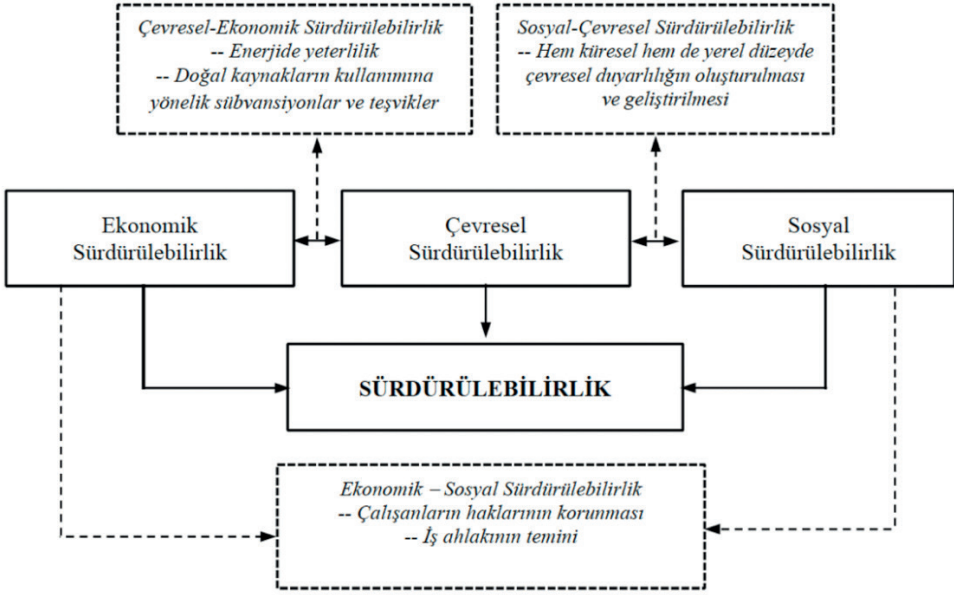 Çevresel-Ekonomik Sürdürülebilirlik
-- Enerjide yeterlilik
-- Doğal kaynakların kullanımına
yönelik sübvansiyonlar ve teşvikler
Sosyal-Çevresel Sürdürülebilirlik
-- Hem küresel hem de yerel düzeyde
çevresel duyarlılığın oluşturulması
ve geliştirilmesi
Ekonomik
Sürdürülebilirlik
Çevresel
Sürdürülebilirlik
Sosyal
Sürdürülebilirlik
SÜRDÜRÜLEBİLİRLİK
Ekonomik – Sosyal Sürdürülebilirlik
-- Çalışanların haklarının korunması
-- İş ahlakının temini